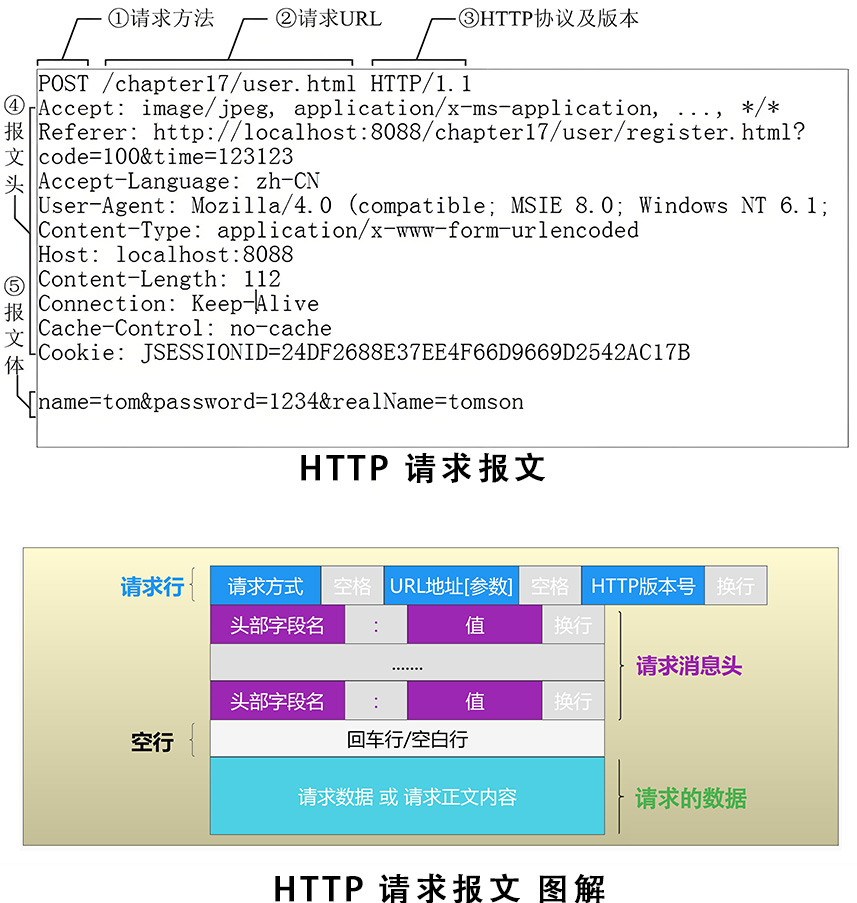 ①请求方法 ②请求URL ③HTTP协议及版本
POST /chapter17/user.html HTTP/1.1
Accept: image/jpeg, application/x-ms-application, ..., */*
Referer: http://localhost:8088/chapter17/user/register.html?
code=100&time=123123
Accept-Language: zh-CN
User-Agent: Mozilla/4.0 (compatible; MSIE 8.0; Windows NT 6.1;
Content-Type: application/x-www-form-urlencoded
Host: localhost:8088
Content-Length: 112
Connection: Keep-Alive
Cache-Control: no-cache
Cookie: JSESSIONID=24DF2688E37EE4F66D9669D2542AC17B
name=tom&password=1234&realName=tomson
④报文头
⑤报文体
HTTP 请求报文
请求行 请求方式 空格 URL地址[参数] 空格 HTTP版本号 换行
头部字段名 : 值 换行
.......
请求消息头
头部字段名 : 值 换行
空行 回车行/空白行
请求数据 或 请求正文内容 请求的数据
HTTP 请求报文 图解